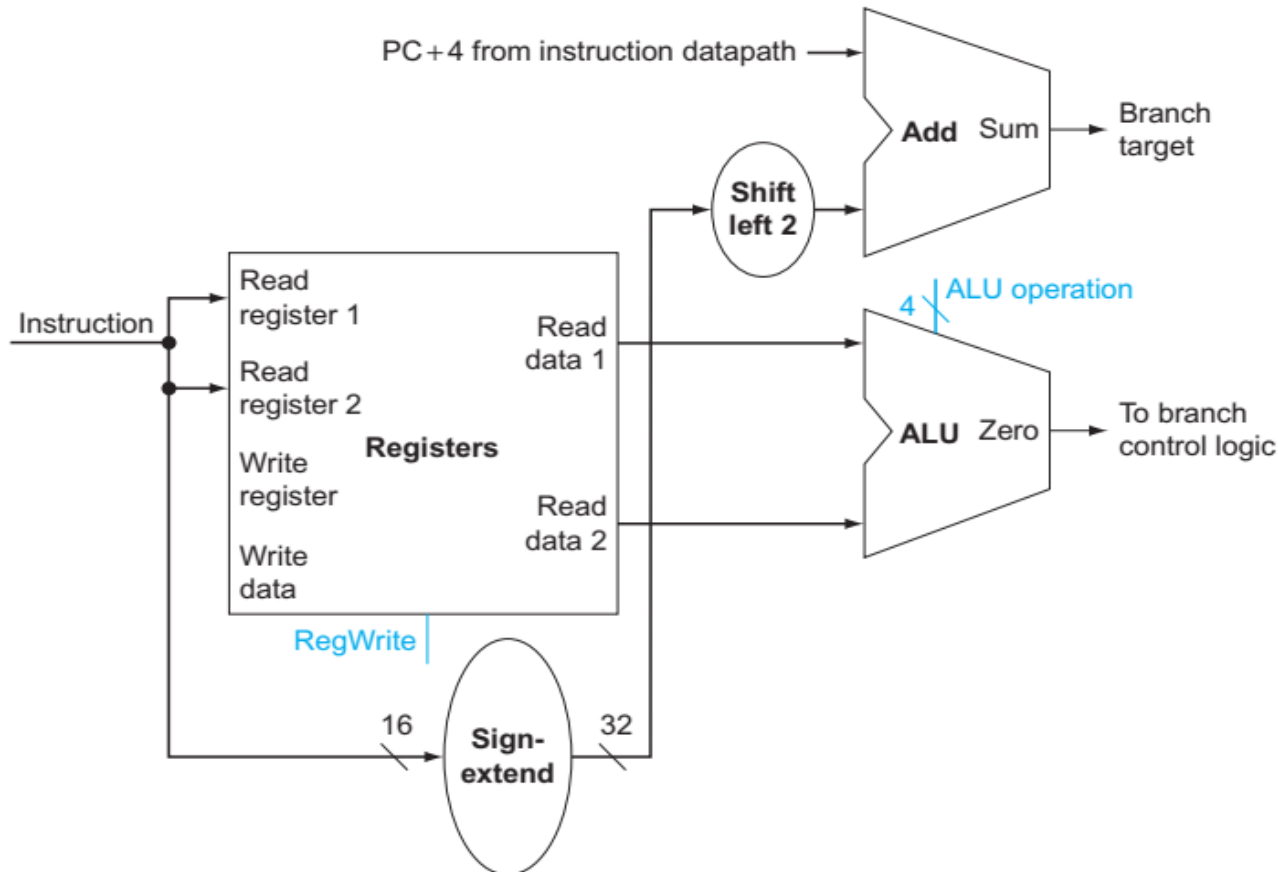 PC+4 from instruction datapath
Add Sum
Branch
target
Shift
left 2
Instruction
Read
register 1
Read
register 2
Write
register
Write
data
Registers
Read
data 1
Read
data 2
RegWrite
4
ALU operation
ALU Zero
To branch
control logic
16
Sign-
extend
32